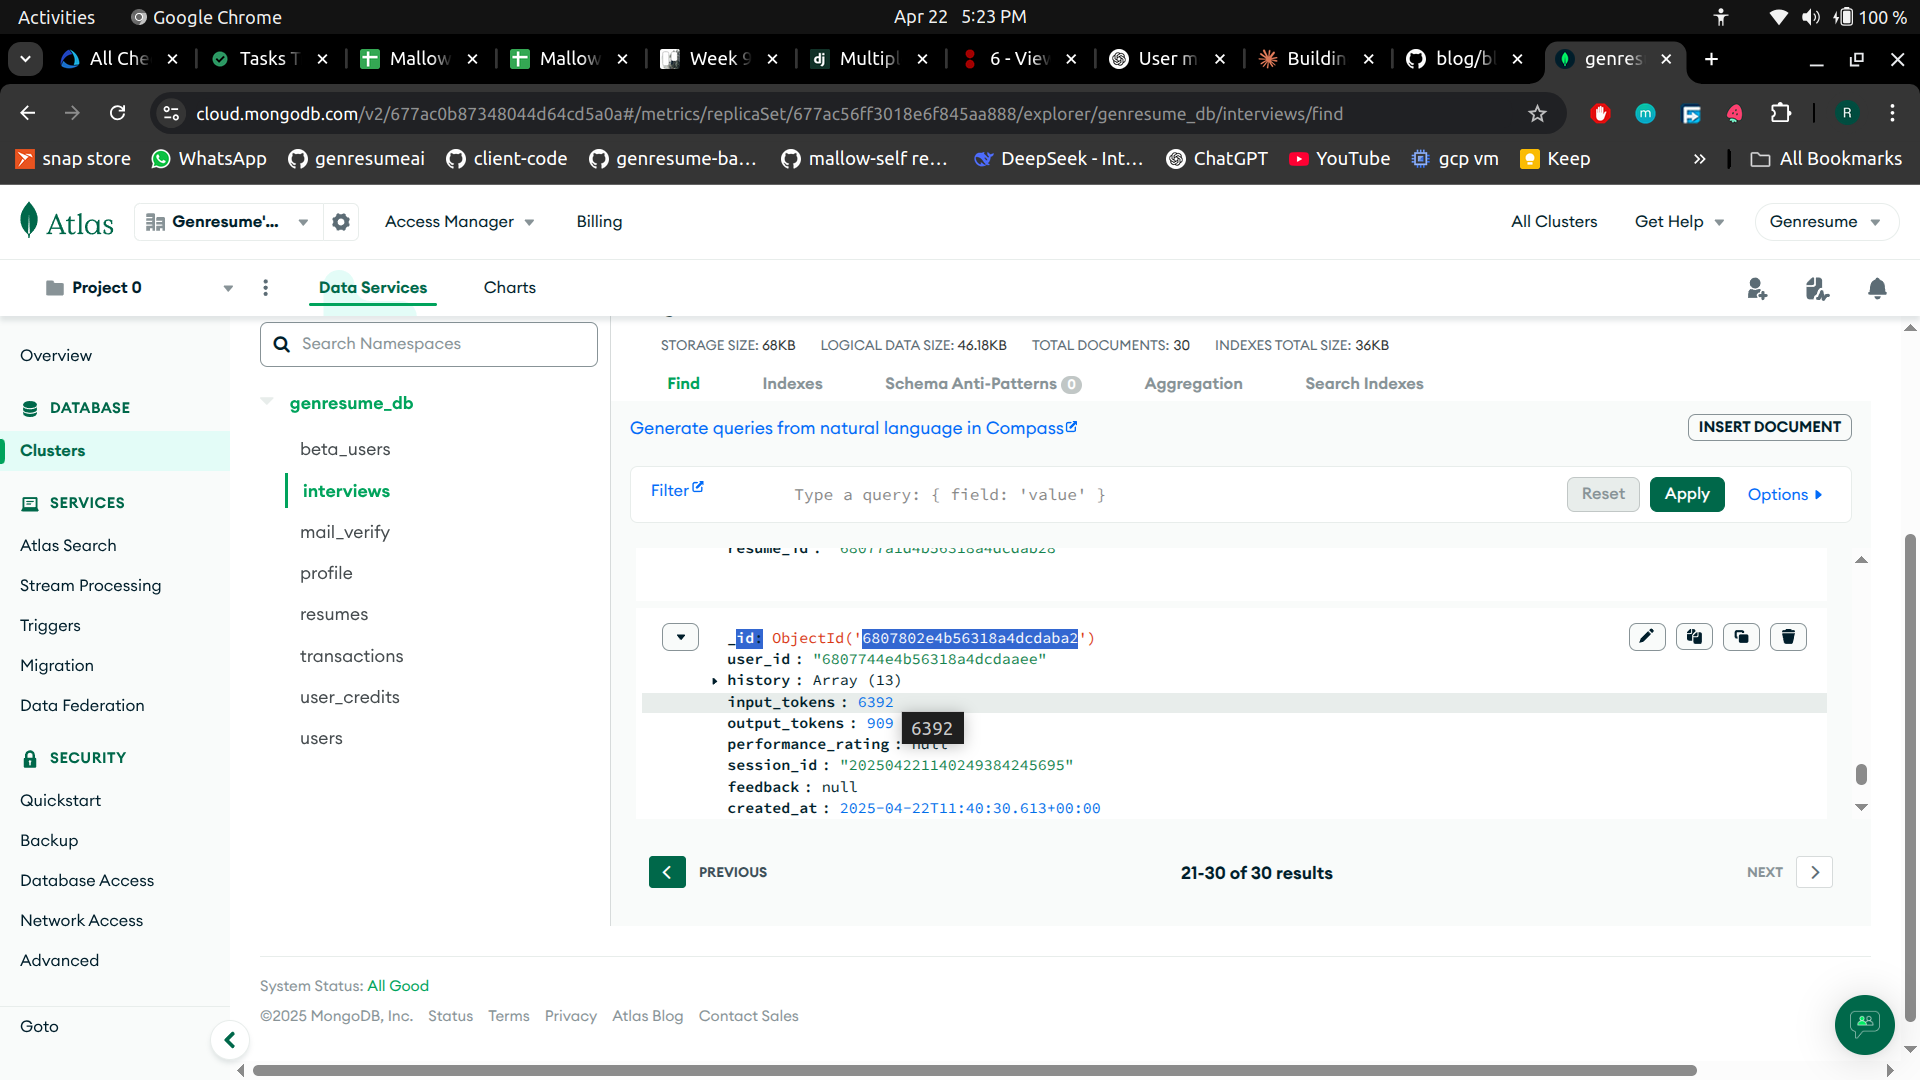 Activities
Google Chrome
Apr 22 5:23 PM
100 %
All Che
Tasks T
Mallow
Mallow
Week 9
Multipl
6 - View
User m
Buildin
blog/bl
genres
cloud.mongodb.com/v2/677ac0b87348044d64cd5a0a#/metrics/replicaSet/677ac56ff3018e6f845aa888/explorer/genresume_db/interviews/find
snap store
WhatsApp
genresumeai
client-code
genresume-ba...
mallow-self re...
DeepSeek - Int...
ChatGPT
YouTube
gcp vm
Keep
»
All Bookmarks
Atlas
Genresume'...
Access Manager
Billing
All Clusters
Get Help
Genresume
Project 0
Data Services
Charts
Overview
DATABASE
Clusters
SERVICES
Atlas Search
Stream Processing
Triggers
Migration
Data Federation
SECURITY
Quickstart
Backup
Database Access
Network Access
Advanced
Goto
Search Namespaces
genresume_db
beta_users
interviews
mail_verify
profile
resumes
transactions
user_credits
users
STORAGE SIZE: 68KB
LOGICAL DATA SIZE: 46.18KB
TOTAL DOCUMENTS: 30
INDEXES TOTAL SIZE: 36KB
Find
Indexes
Schema Anti-Patterns 0
Aggregation
Search Indexes
Generate queries from natural language in Compass
INSERT DOCUMENT
Filter
Type a query: { field: 'value' }
Reset
Apply
Options
resume_id :
_id: ObjectId('6807802e4b56318a4dcdaba2')
user_id : "6807744e4b56318a4dcdaaee"
history : Array (13)
input_tokens : 6392
output_tokens : 909
6392
performance_rating : null
session_id : "20250422114024938424 5695"
feedback : null
created_at : 2025-04-22T11:40:30.613+00:00
PREVIOUS
21-30 of 30 results
NEXT
System Status: All Good
©2025 MongoDB, Inc.
Status
Terms
Privacy
Atlas Blog
Contact Sales
m
R
dj